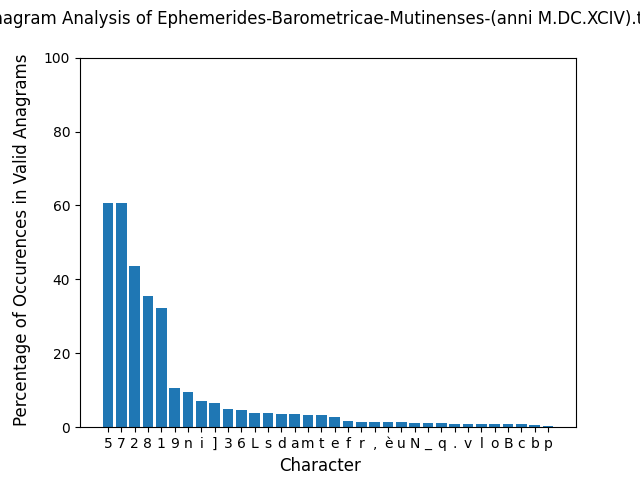 nagram Analysis of Ephemerides-Barometricae-Mutinenses-(anni M.DC.XCIV).t
Percentage of Occurences in Valid Anagrams
100
80
60
40
20
0
5 7 2 8 1 9 n i ] 3 6 L s d a m t e f r , è u N _ q . v l o B c b p
Character